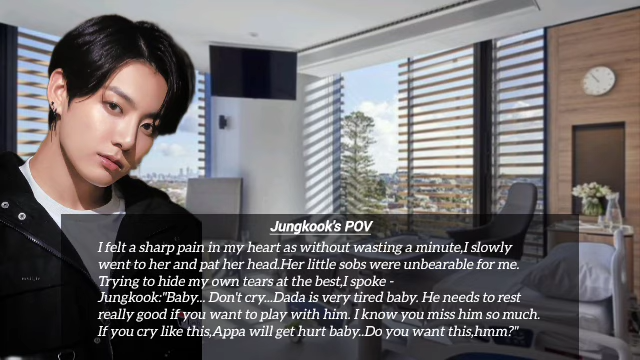 Jungkook's POV
I felt a sharp pain in my heart as without wasting a minute,I slowly
went to her and pat her head.Her little sobs were unbearable for me.
Trying to hide my own tears at the best,I spoke -
Jungkook:"Baby... Don't cry...Dada is very tired baby. He needs to rest
really good if you want to play with him. I know you miss him so much.
If you cry like this,Appa will get hurt baby..Do you want this,hmm?"